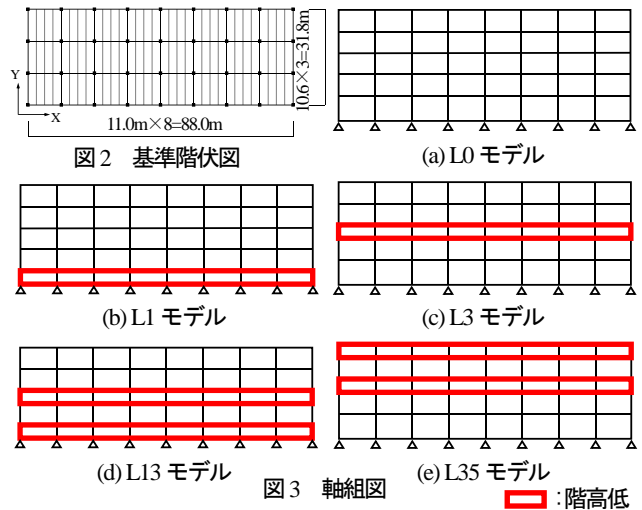 Y
X
11.0m×8=88.0m
10.6×3=31.8m
図2 基準階伏図
(a) L0 モデル
(b) L1 モデル
(c) L3 モデル
(d) L13 モデル
(e) L35 モデル
図3 軸組図
:階高低